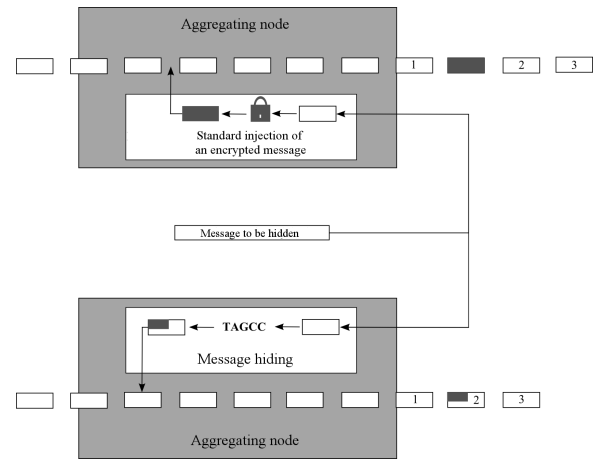 Aggregating node
1
2
3
Standard injection of
an encrypted message
Message to be hidden
TAGCC
Message hiding
1
2
3
Aggregating node